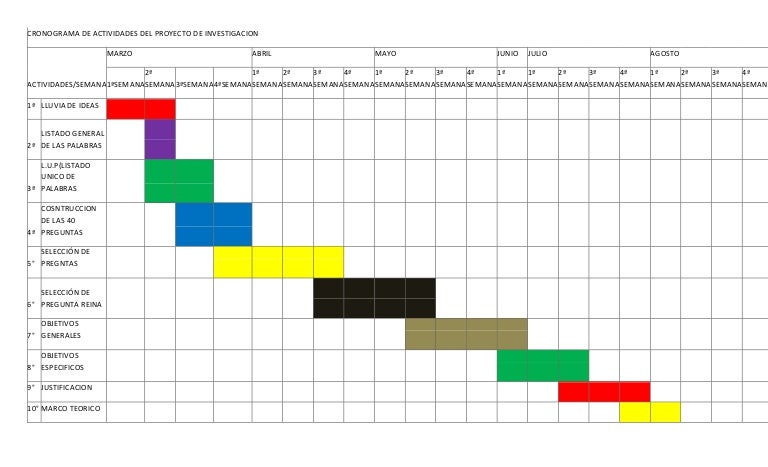 CRONOGRAMA DE ACTIVIDADES DEL PROYECTO DE INVESTIGACION
MARZO ABRIL MAYO JUNIO JULIO AGOSTO
ACTIVIDADES/SEMANA 1ªSEMANA 2ª SEMANA 3ªSEMANA 4ªSEMANA 1ª SEMANA 2ª SEMANA 3ª SEMANA 4ª SEMANA 1ª SEMANA 2ª SEMANA 3ª SEMANA 4ª SEMANA 1ª SEMANA 1ª SEMANA 2ª SEMANA 3ª SEMANA 4ª SEMANA 1ª SEMANA 2ª SEMANA 3ª SEMANA 4ª SEMANA
1ª LLUVIA DE IDEAS
LISTADO GENERAL
2ª DE LAS PALABRAS
L.U.P(LISTADO
UNICO DE
3ª PALABRAS
COSNTRUCCION
DE LAS 40
4ª PREGUNTAS
SELECCIÓN DE
5° PREGNTAS
SELECCIÓN DE
6° PREGUNTA REINA
OBJETIVOS
7° GENERALES
OBJETIVOS
8° ESPECIFICOS
9° JUSTIFICACION
10° MARCO TEORICO